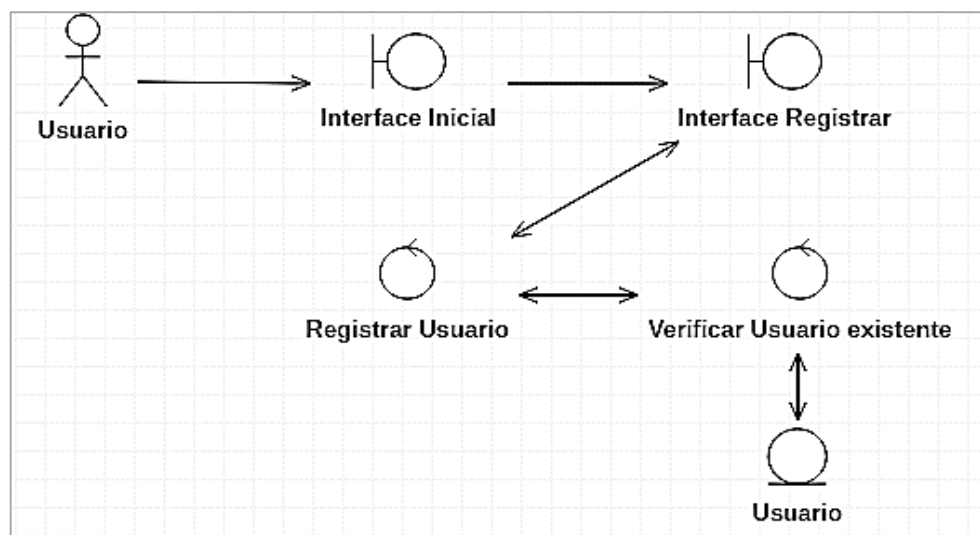 Usuario
Interface Inicial
Interface Registrar
Registrar Usuario
Verificar Usuario existente
Usuario